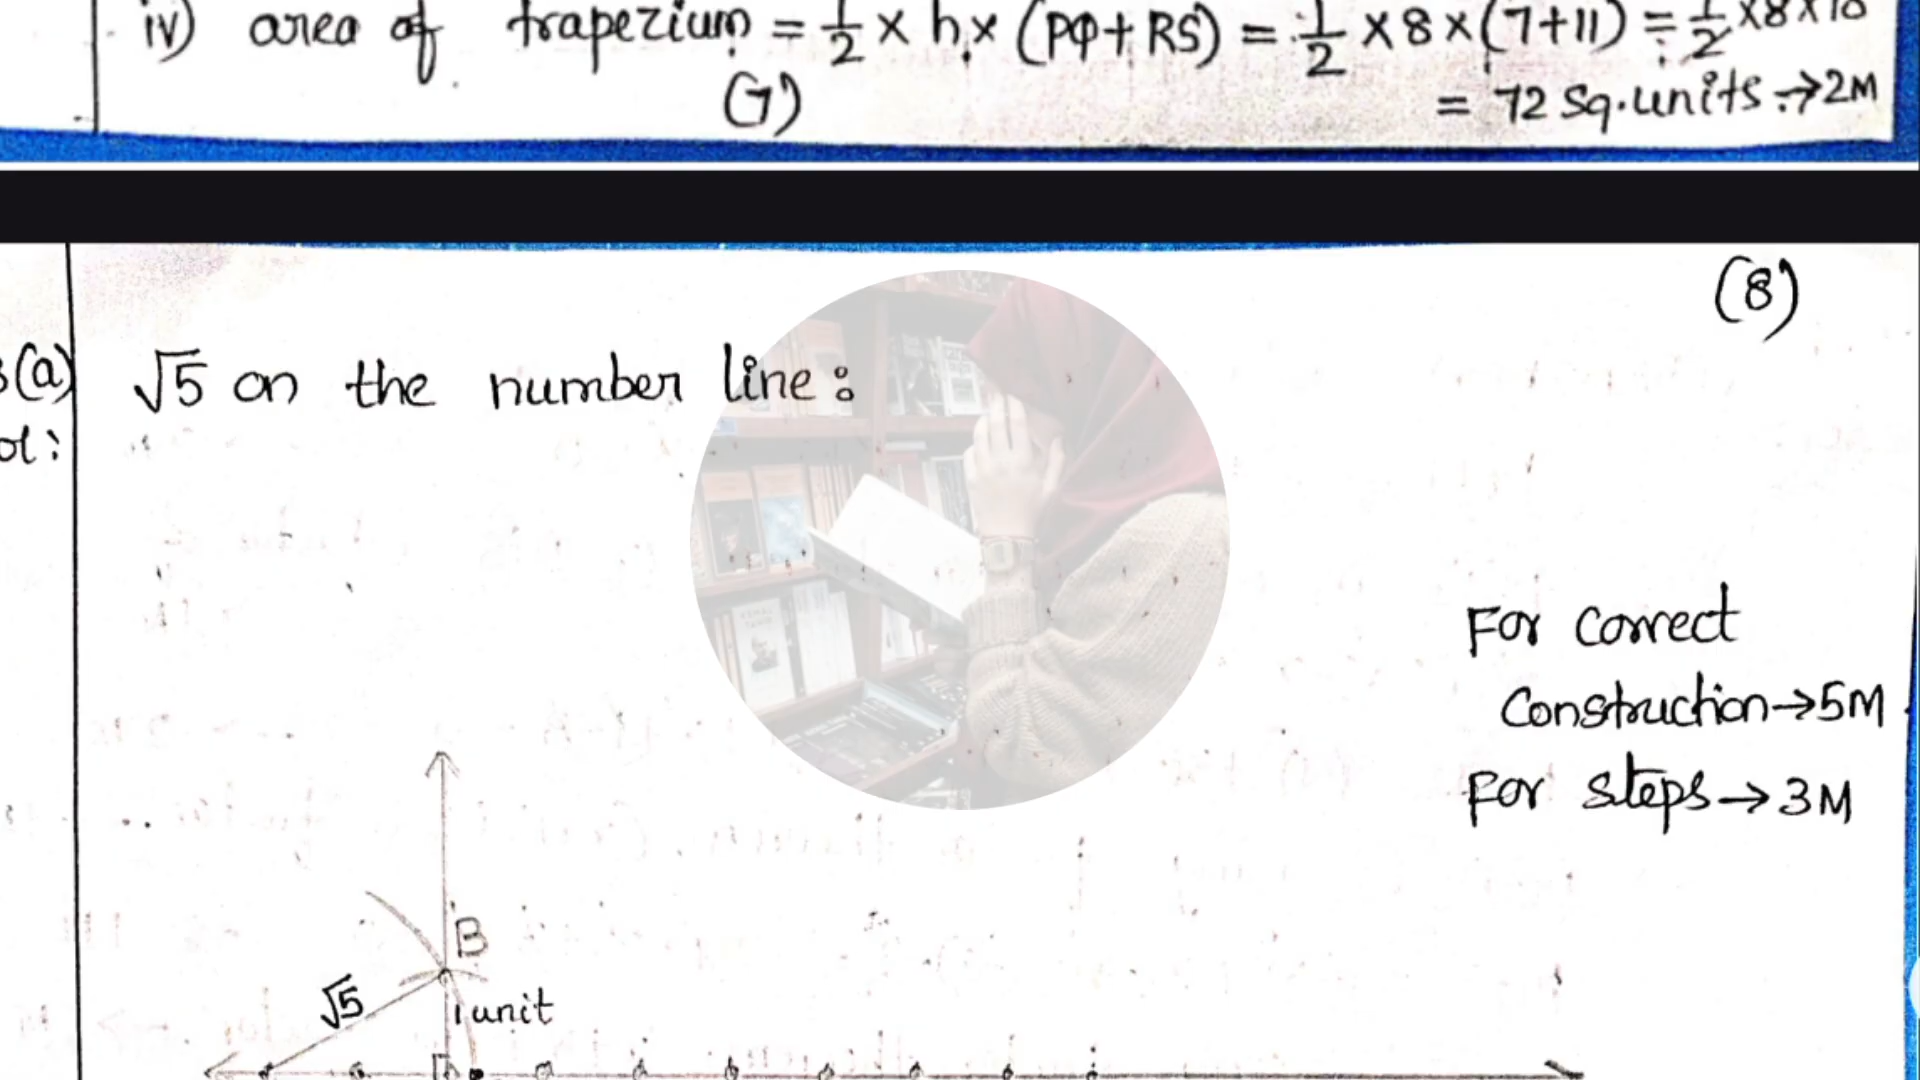 iv) area of trapezium = 1/2 × h × (PQ + RS) = 1/2 × 8 × (7+11) = 1/2 × 8 × 18
(7)
= 72 Sq.units → 2M
(8)
(a) √5 on the number line :
For correct
Construction → 5M
For steps → 3M
B
√5
1 unit